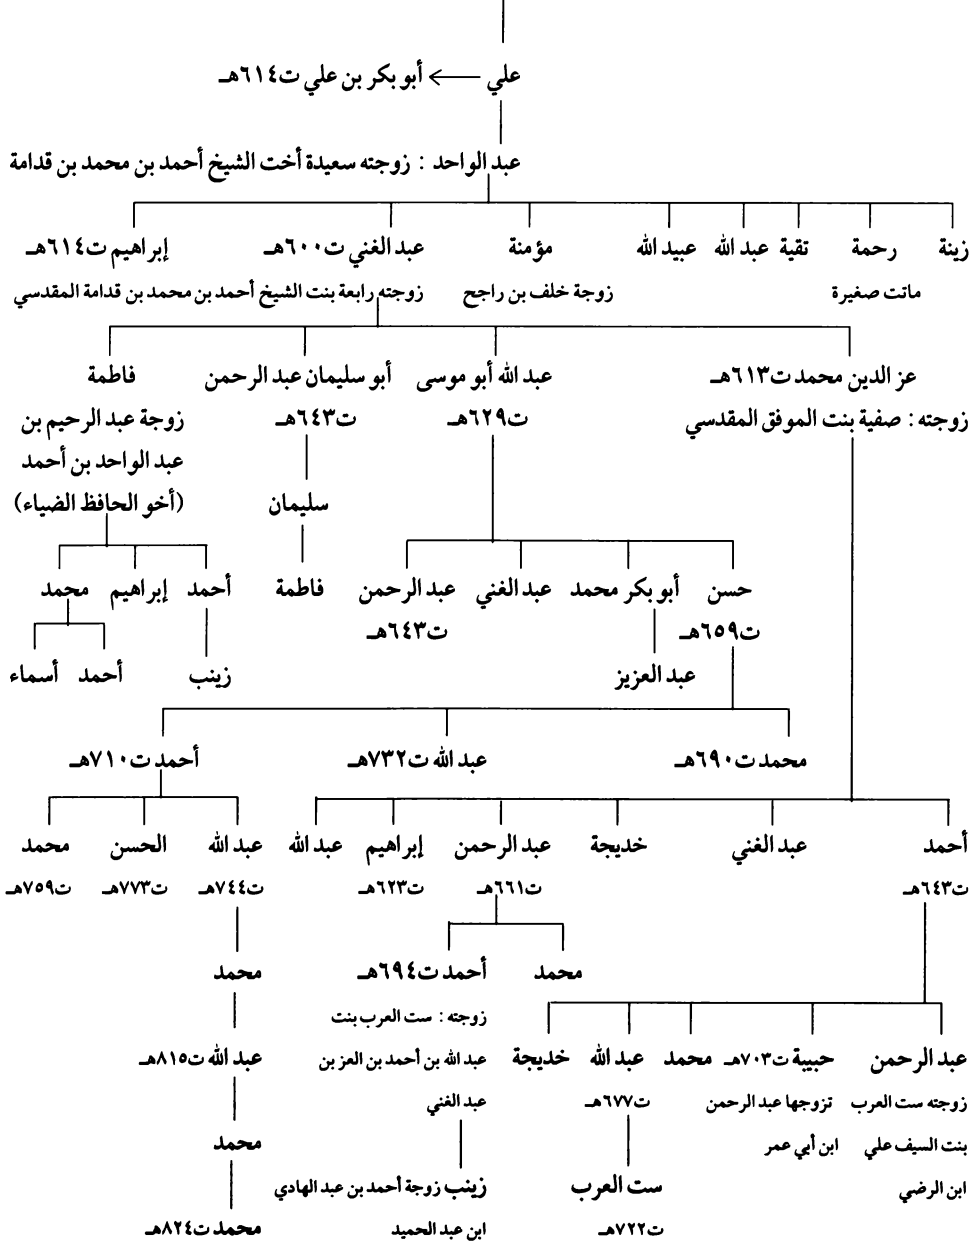 علي ← أبو بكر بن علي ت٦١٤هـ
عبد الواحد : زوجته سعيدة أخت الشيخ أحمد بن محمد بن قدامة
زينة رحمة تقية عبد الله عبيد الله مؤمنة عبد الغني ت٦٠٠هـ إبراهيم ت٦١٤هـ
ماتت صغيرة زوجة خلف بن راجح زوجته رابعة بنت الشيخ أحمد بن محمد بن قدامة المقدسي
عز الدين محمد ت٦١٣هـ عبد الله أبو موسى أبو سليمان عبد الرحمن فاطمة
زوجته : صفية بنت الموفق المقدسي ت٦٢٩هـ ت٦٤٣هـ زوجة عبد الرحيم بن
عبد الواحد بن أحمد
سليمان (أخو الحافظ الضياء)
حسن أبو بكر محمد عبد الغني عبد الرحمن فاطمة أحمد إبراهيم محمد
ت٦٥٩هـ ت٦٤٣هـ
عبد العزيز زينب أحمد أسماء
محمد ت٦٩٠هـ عبد الله ت٧٣٢هـ أحمد ت٧١٠هـ
أحمد عبد الغني خديجة عبد الرحمن إبراهيم عبد الله عبد الله الحسن محمد
ت٦٤٣هـ ت٦٦١هـ ت٦٢٣هـ ت٧٤٤هـ ت٧٧٣هـ ت٧٥٩هـ
محمد أحمد ت٦٩٤هـ محمد
زوجته : ست العرب بنت
عبد الرحمن حبيبة ت٧٠٣هـ محمد عبد الله خديجة عبد الله بن أحمد بن العز بن عبد الله ت٨١٥هـ
زوجته ست العرب تزوجها عبد الرحمن ت٦٧٧هـ عبد الغني
بنت السيف علي ابن أبي عمر محمد
ابن الرضي ست العرب زينب زوجة أحمد بن عبد الهادي
ت٧٢٢هـ ابن عبد الحميد محمد ت٨٢٤هـ